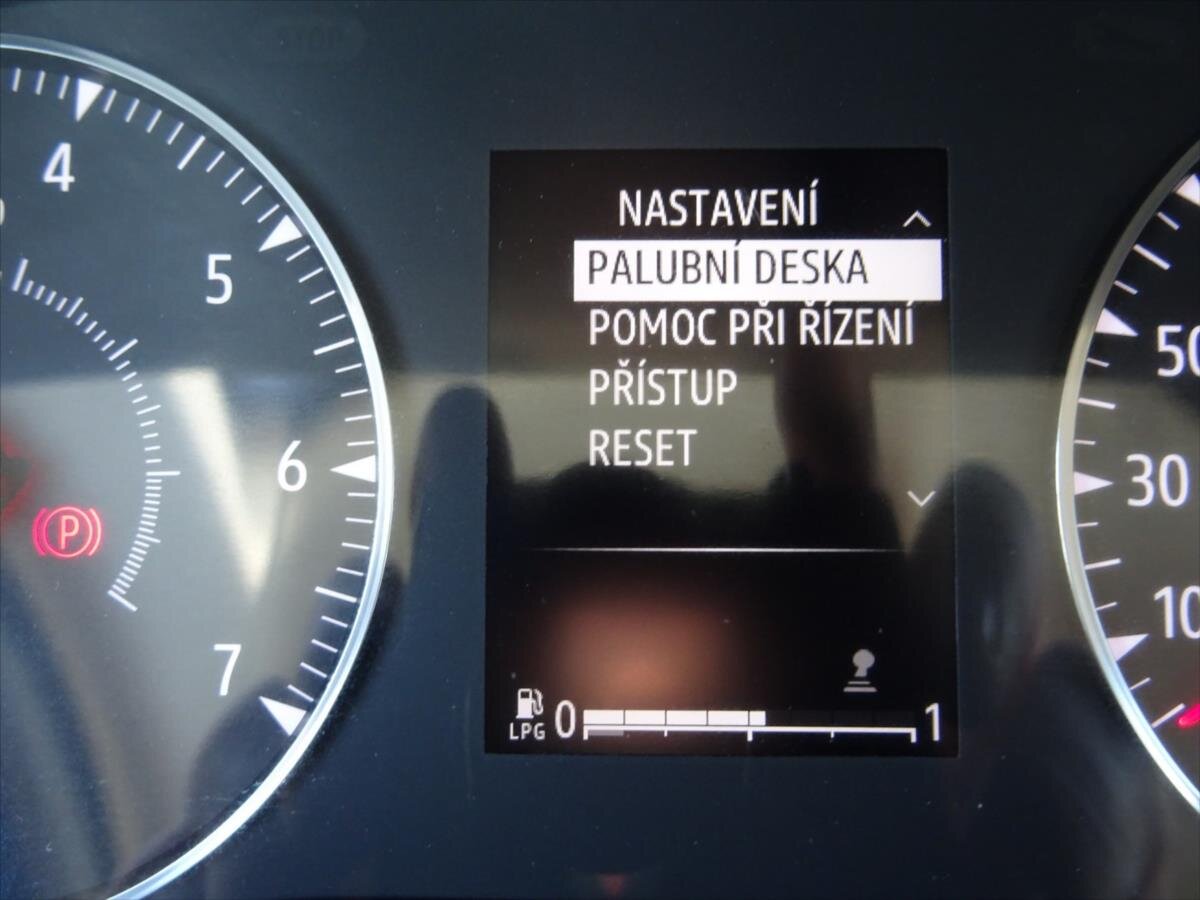 4
5
6
7
P
NASTAVENÍ
PALUBNÍ DESKA
POMOC PŘI ŘÍZENÍ
PŘÍSTUP
RESET
LPG 0 1
50
30
10